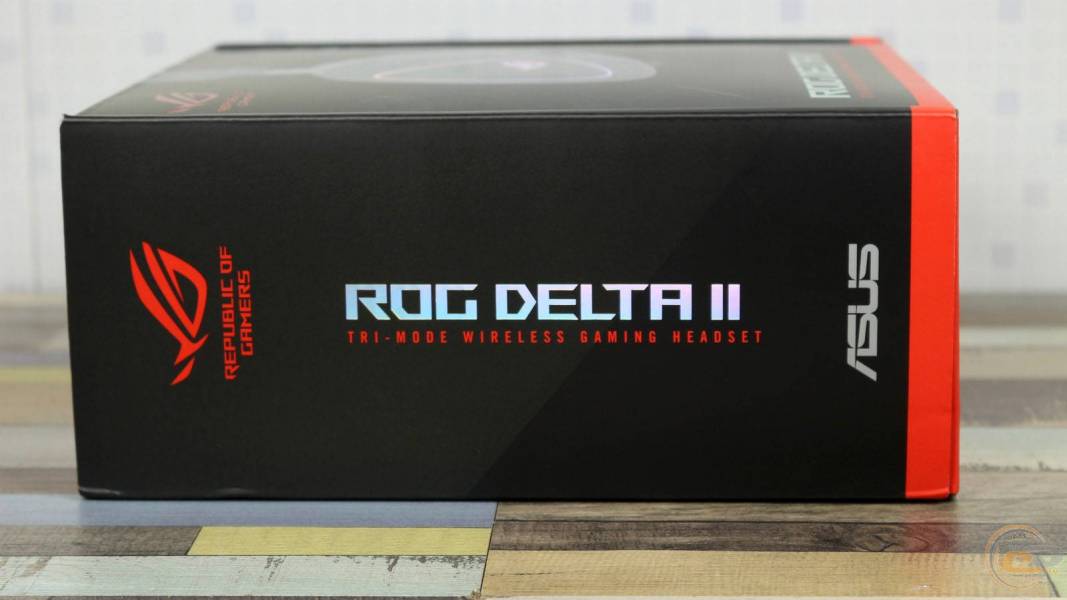 REPUBLIC OF
GAMERS
ROG DELTA II
TRI-MODE WIRELESS GAMING HEADSET
ASUS